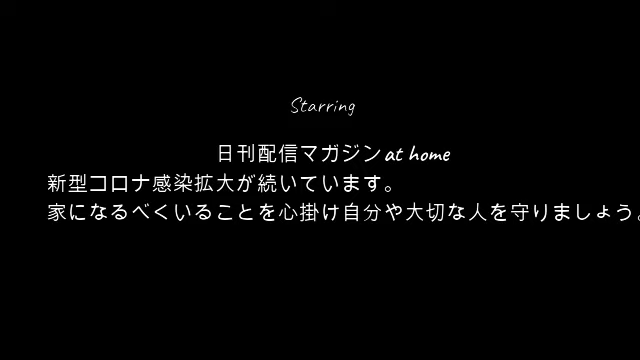 Starring
日刊配信マガジンat home
新型コロナ感染拡大が続いています。
家になるべくいることを心掛け自分や大切な人を守りましょう。